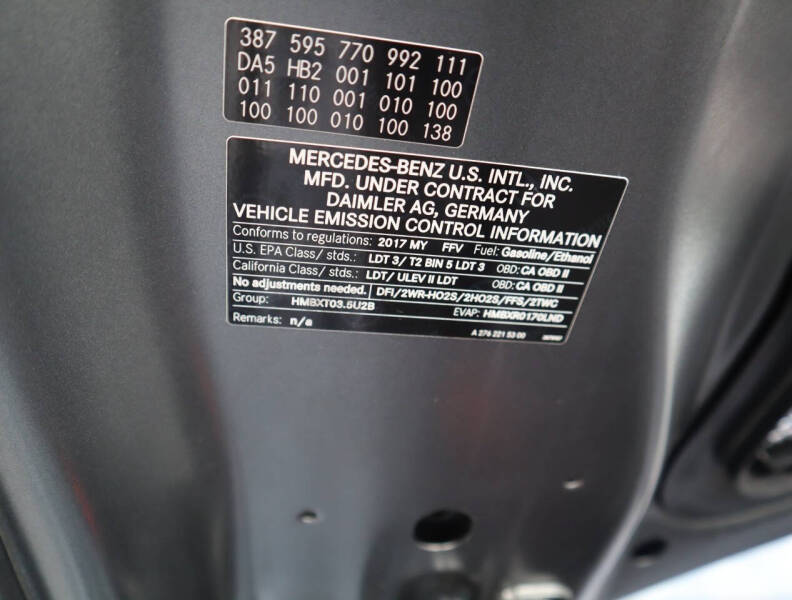 387 595 770 992 111
DA5 HB2 001 101 100
011 110 001 010 100
100 100 010 100 138
MERCEDES-BENZ U.S. INTL., INC.
MFD. UNDER CONTRACT FOR
DAIMLER AG, GERMANY
VEHICLE EMISSION CONTROL INFORMATION
Conforms to regulations: 2017 MY FFV Fuel: Gasoline/Ethanol
U.S. EPA Class/ stds.: LDT 3/ T2 BIN 5 LDT 3 OBD: CA OBD II
California Class/ stds.: LDT/ ULEV II LDT OBD: CA OBD II
No adjustments needed. DFI/2WR-HO2S/2HO2S/FFS/2TWC
Group: HMBXT03.5U2B EVAP: HMBXR0170LND
Remarks: n/a
A 276 221 53 00